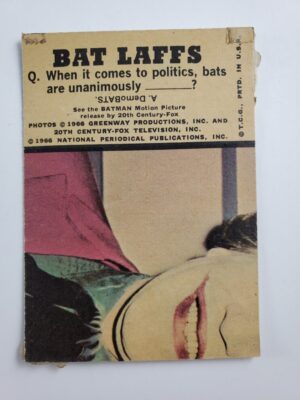 BAT LAFFS
Q. When it comes to politics, bats
are unanimously ______?
A. DemoBATS.
See the BATMAN Motion Picture
release by 20th Century-Fox
PHOTOS © 1966 GREENWAY PRODUCTIONS, INC. AND
20TH CENTURY-FOX TELEVISION, INC.
© 1966 NATIONAL PERIODICAL PUBLICATIONS, INC.
© T.C.G., PRTD. IN U.S.A.